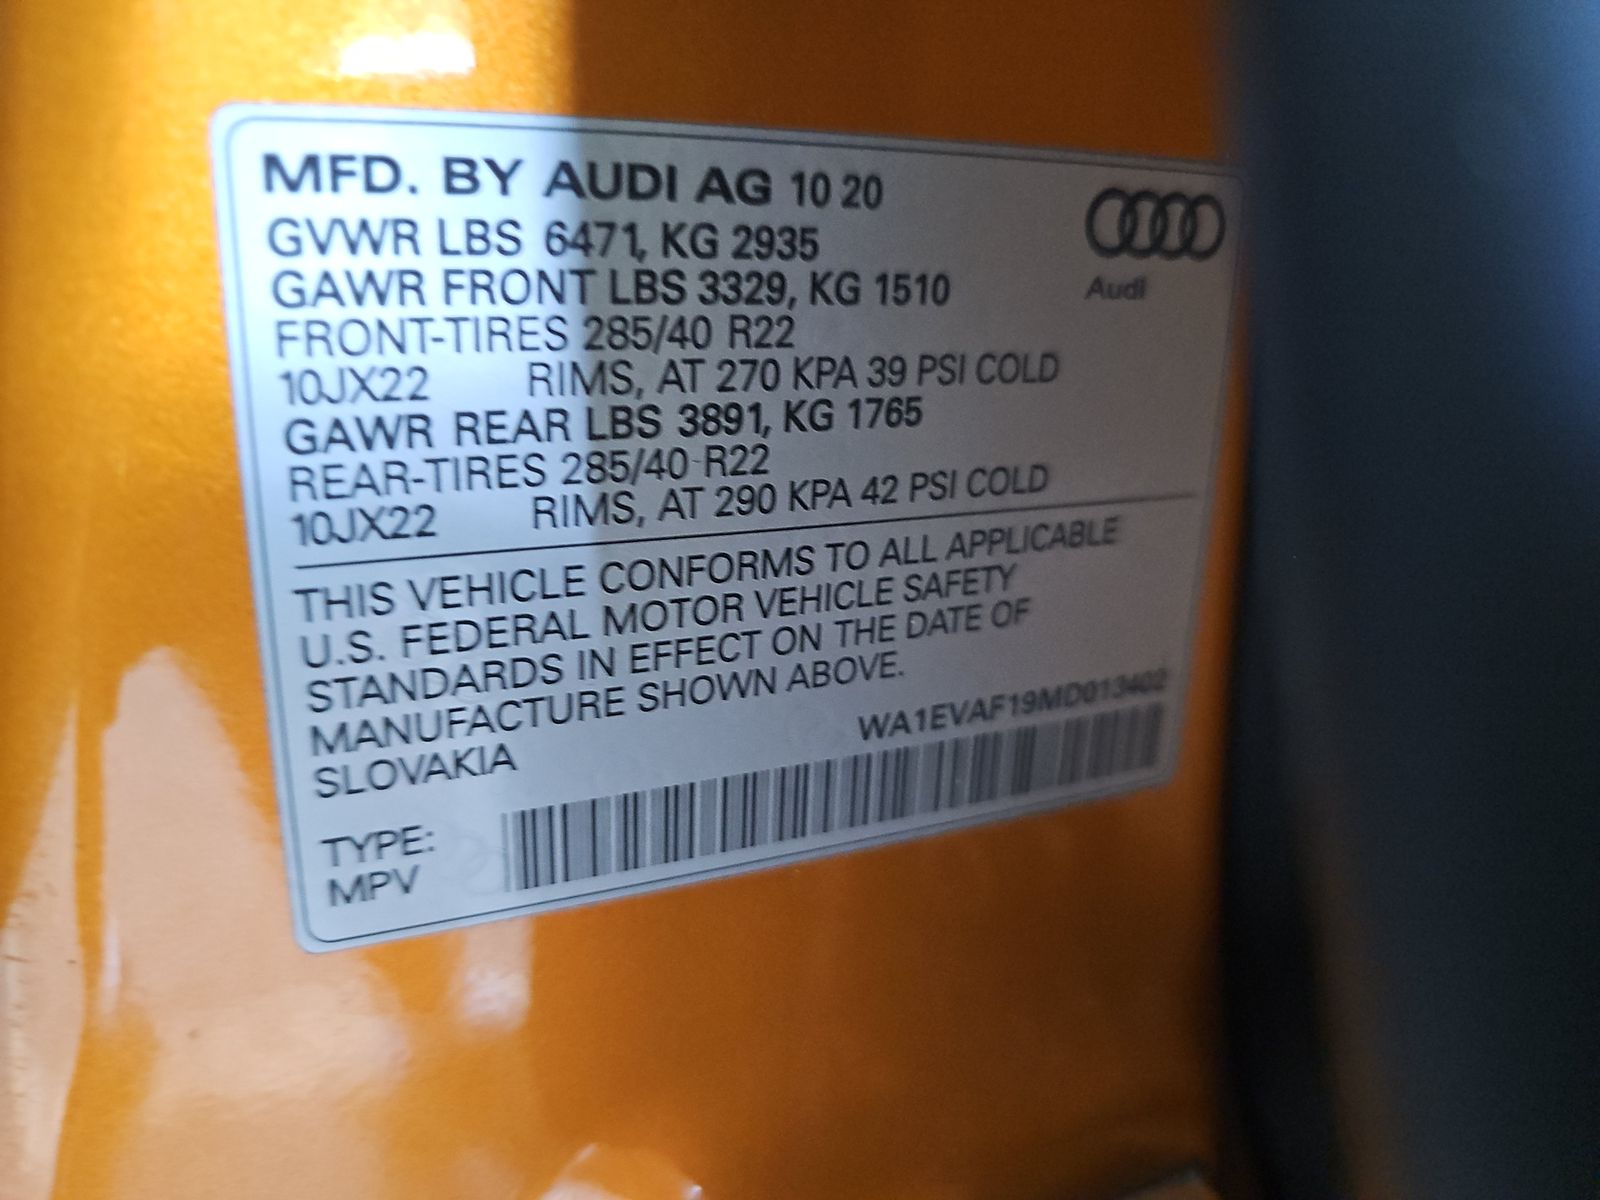 MFD. BY AUDI AG 10 20
GVWR LBS 6471, KG 2935
GAWR FRONT LBS 3329, KG 1510
FRONT-TIRES 285/40 R22
10JX22 RIMS, AT 270 KPA 39 PSI COLD
GAWR REAR LBS 3891, KG 1765
REAR-TIRES 285/40 R22
10JX22 RIMS, AT 290 KPA 42 PSI COLD
Audi
THIS VEHICLE CONFORMS TO ALL APPLICABLE
U.S. FEDERAL MOTOR VEHICLE SAFETY
STANDARDS IN EFFECT ON THE DATE OF
MANUFACTURE SHOWN ABOVE.
SLOVAKIA
WA1EVAF19MD013402
TYPE:
MPV